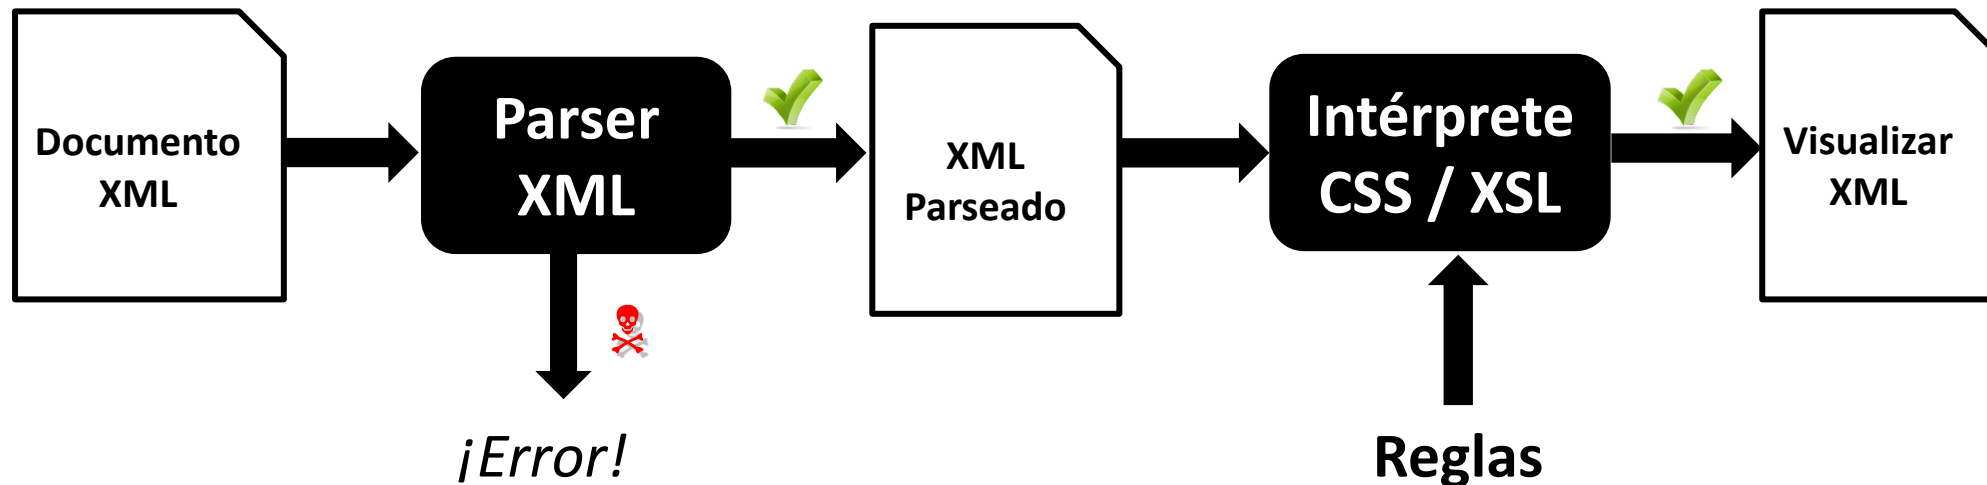 Documento
XML
Parser
XML
XML
Parseado
Intérprete
CSS / XSL
Visualizar
XML
¡Error!
Reglas